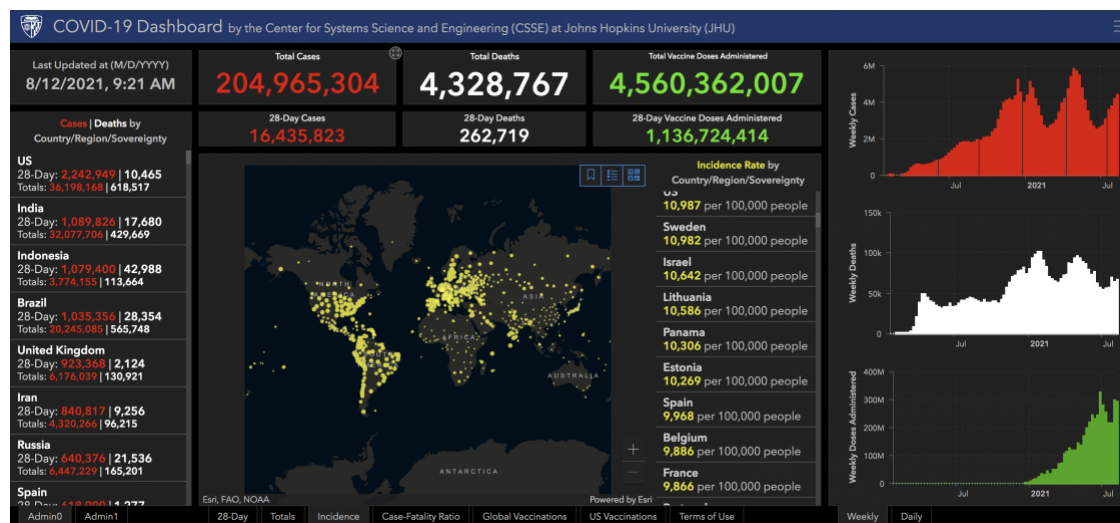 COVID-19 Dashboard by the Center for Systems Science and Engineering (CSSE) at Johns Hopkins University (JHU)
Last Updated at (M/D/YYYY)
8/12/2021, 9:21 AM
Cases | Deaths by
Country/Region/Sovereignty
US
28-Day: 2,242,949 | 10,465
Totals: 36,198,168 | 618,517
India
28-Day: 1,089,826 | 17,680
Totals: 32,077,706 | 429,669
Indonesia
28-Day: 1,079,400 | 42,988
Totals: 3,774,155 | 113,664
Brazil
28-Day: 1,035,356 | 28,354
Totals: 20,245,085 | 565,748
United Kingdom
28-Day: 923,368 | 2,124
Totals: 6,176,039 | 130,921
Iran
28-Day: 840,817 | 9,256
Totals: 4,320,266 | 96,215
Russia
28-Day: 640,376 | 21,536
Totals: 6,447,229 | 165,201
Spain
Admin0
Admin1
Total Cases
204,965,304
Total Deaths
4,328,767
Total Vaccine Doses Administered
4,560,362,007
28-Day Cases
16,435,823
28-Day Deaths
262,719
28-Day Vaccine Doses Administered
1,136,724,414
NORTH
ASIA
AFRICA
AUSTRALIA
ANTARCTICA
+
Esri, FAO, NOAA
Powered by Esri
Incidence Rate by
Country/Region/Sovereignty
US
10,987 per 100,000 people
Sweden
10,982 per 100,000 people
Israel
10,642 per 100,000 people
Lithuania
10,586 per 100,000 people
Panama
10,306 per 100,000 people
Estonia
10,269 per 100,000 people
Spain
9,968 per 100,000 people
Belgium
9,886 per 100,000 people
France
9,866 per 100,000 people
28-Day
Totals
Incidence
Case-Fatality Ratio
Global Vaccinations
US Vaccinations
Terms of Use
Weekly Cases
6M
4M
2M
0
Jul
2021
Jul
Weekly Deaths
150k
100k
50k
0
Jul
2021
Jul
Weekly Doses Administered
400M
300M
200M
100M
0
Jul
2021
Jul
Weekly
Daily